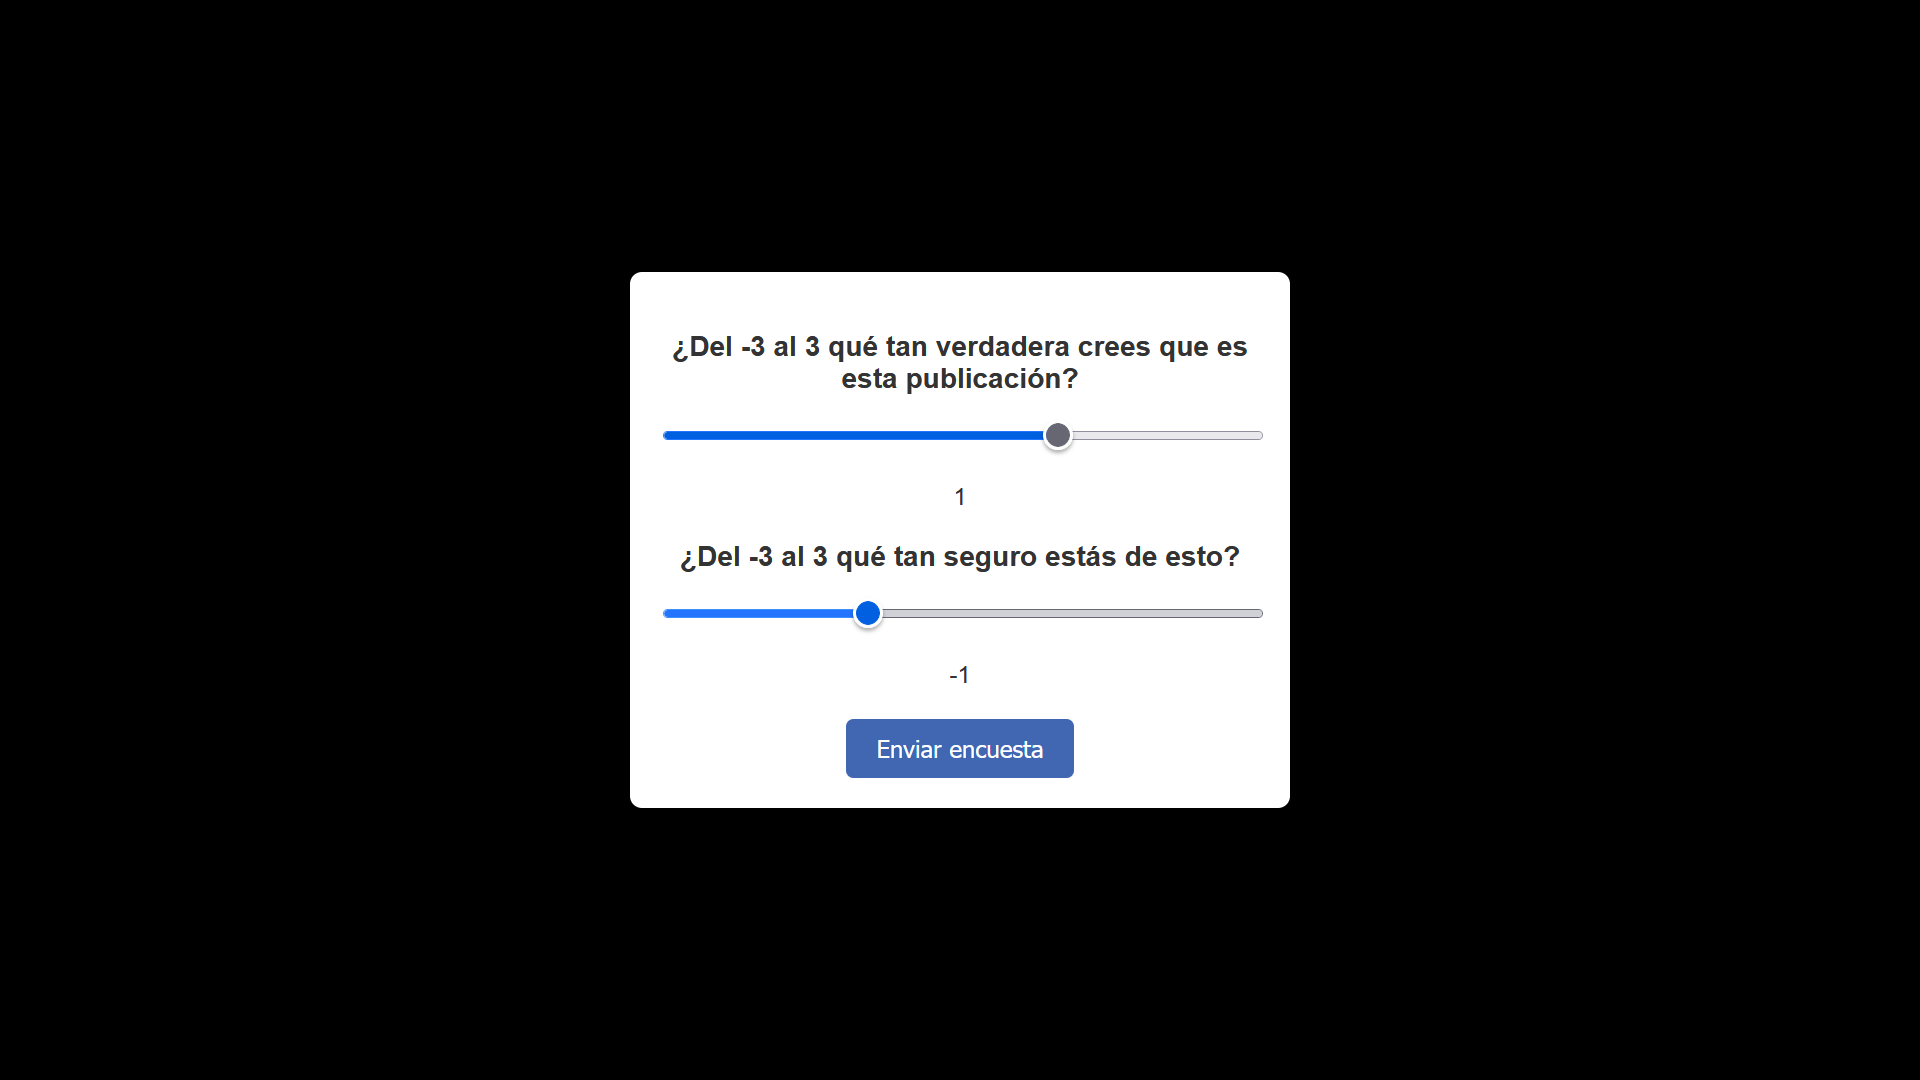 ¿Del -3 al 3 qué tan verdadera crees que es
esta publicación?
1
¿Del -3 al 3 qué tan seguro estás de esto?
-1
Enviar encuesta